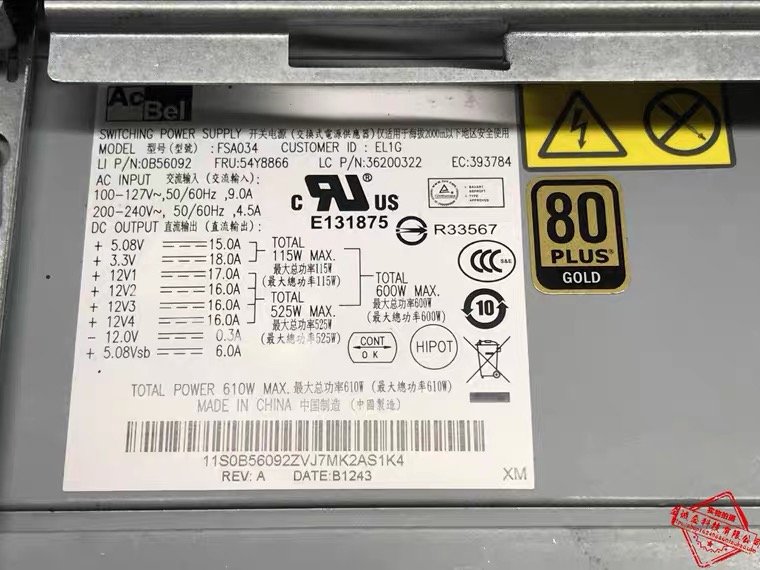 AcBel
SWITCHING POWER SUPPLY 开关电源 (交換式電源供應器) 仅适用于海拔2000m以下地区安全使用
MODEL 型号(型號) :FSA034 CUSTOMER ID : EL1G
LI P/N:0B56092 FRU:54Y8866 LC P/N:36200322 EC:393784
AC INPUT 交流输入 (交流輸入) :
100-127V~,50/60Hz ,9.0A
200-240V~, 50/60Hz ,4.5A
DC OUTPUT 直流输出 (直流輸出):
+ 5.08V 15.0A
+ 3.3V 18.0A
+ 12V1 17.0A
+ 12V2 16.0A
+ 12V3 16.0A
+ 12V4 16.0A
- 12.0V 0.3A
+ 5.08Vsb 6.0A
TOTAL
115W MAX.
最大总功率115W
(最大總功率115W)
TOTAL
525W MAX.
最大总功率525W
(最大總功率525W)
TOTAL
600W MAX.
最大总功率600W
(最大總功率600W)
C RU ® US
E131875
R33567
CCC S&E
10
CONT
OK
HIPOT
TOTAL POWER 610W MAX. 最大总功率610W (最大總功率610W)
MADE IN CHINA 中国制造 (中國製造)
11S0B56092ZVJ7MK2AS1K4
REV: A DATE:B1243
XM
80
PLUS®
GOLD